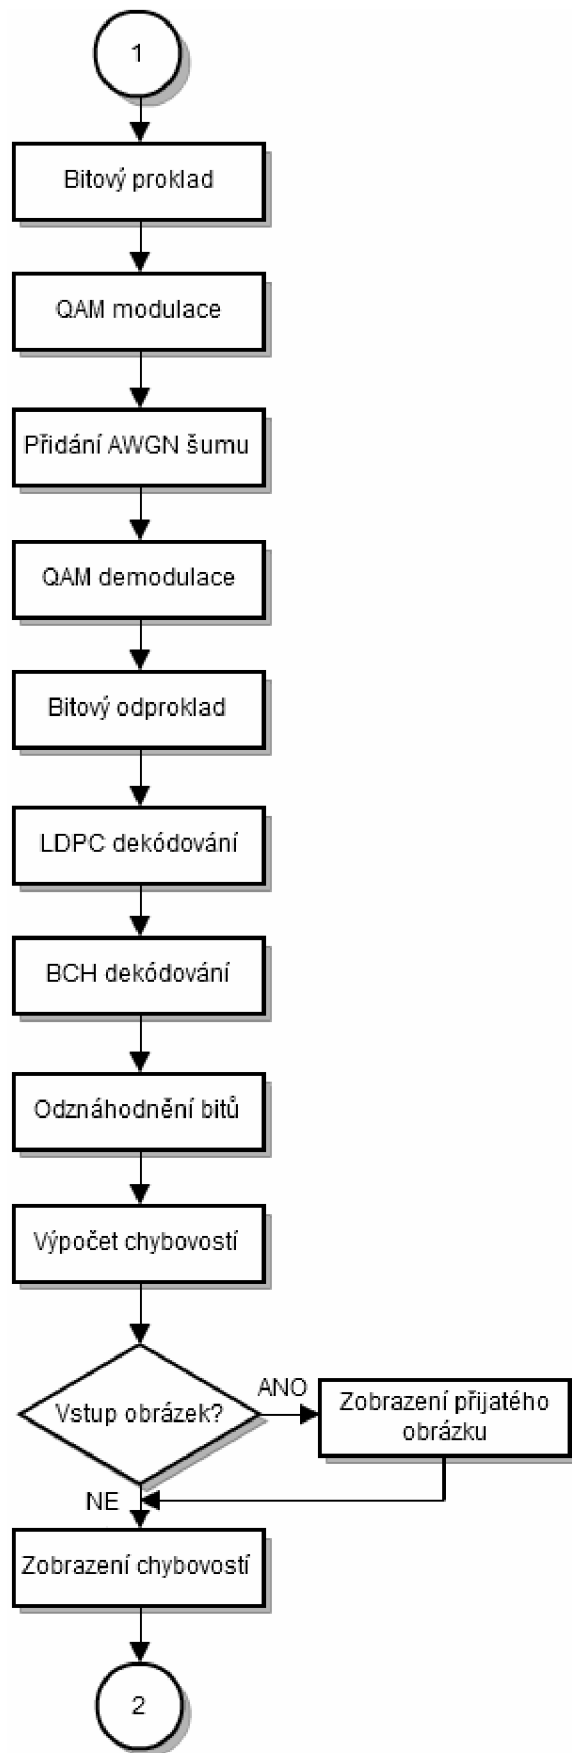 1
Bitový proklad
QAM modulace
Přidání AWGN šumu
QAM demodulace
Bitový odproklad
LDPC dekódování
BCH dekódování
Odznáhodnění bitů
Výpočet chybovostí
Vstup obrázek?
ANO
Zobrazení přijatého
obrázku
NE
Zobrazení chybovostí
2